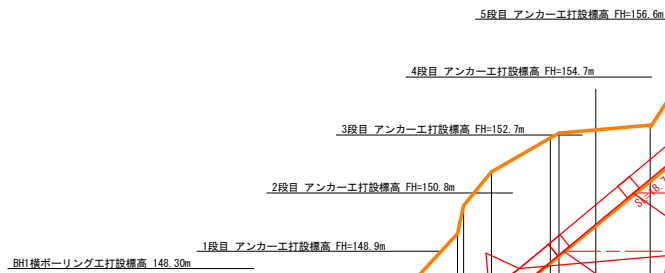 5段目 アンカー工打設標高 FH=156.6m
4段目 アンカー工打設標高 FH=154.7m
3段目 アンカー工打設標高 FH=152.7m
2段目 アンカー工打設標高 FH=150.8m
1段目 アンカー工打設標高 FH=148.9m
BH1横ボーリング工打設標高 148.30m